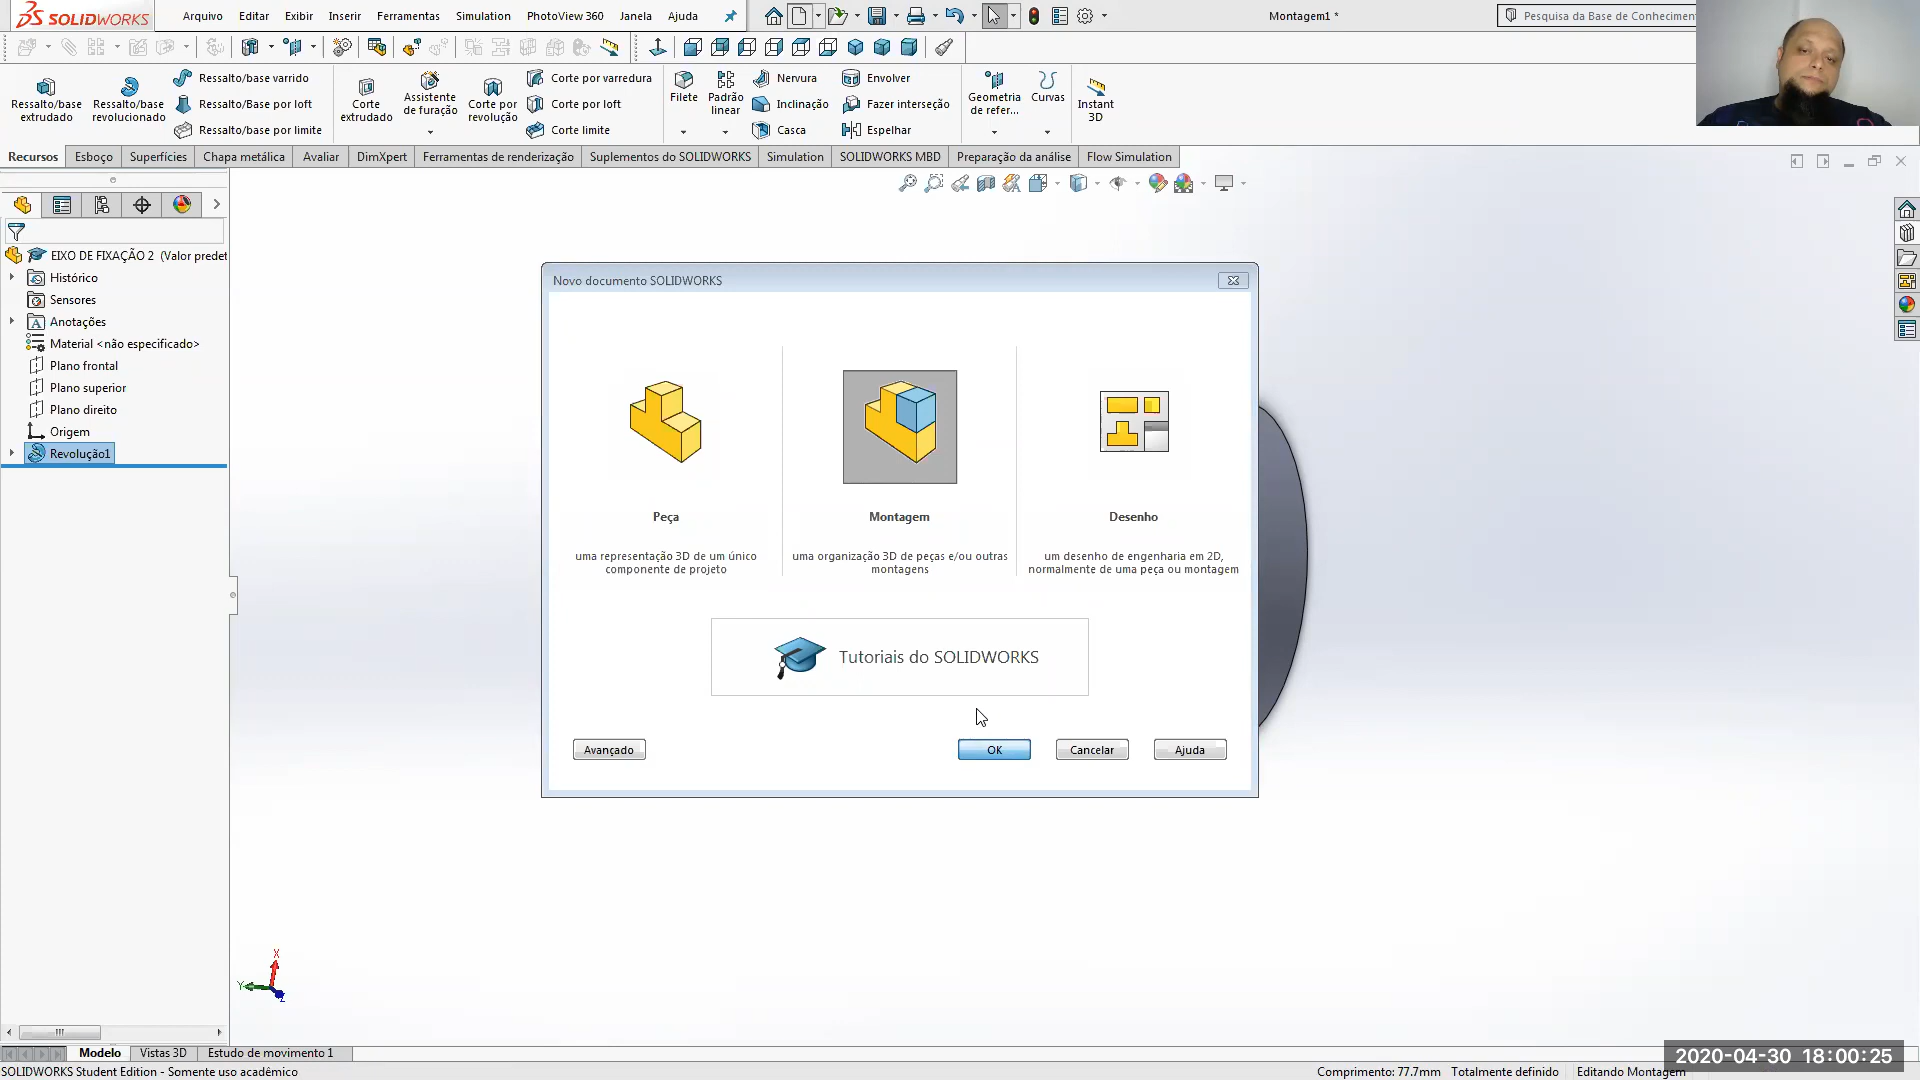 SOLIDWORKS
Arquivo Editar Exibir Inserir Ferramentas Simulation PhotoView 360 Janela Ajuda
Montagem1 *
Pesquisa da Base de Conhecimen
Ressalto/base extrudado
Ressalto/base revolucionado
Ressalto/base varrido
Ressalto/Base por loft
Ressalto/Base por limite
Corte extrudado
Assistente de furação
Corte por revolução
Corte por varredura
Corte por loft
Corte limite
Filete
Padrão linear
Nervura
Inclinação
Casca
Envolver
Fazer interseção
Espelhar
Geometria de refer...
Curvas
Instant 3D
Recursos Esboço Superfícies Chapa metálica Avaliar DimXpert Ferramentas de renderização Suplementos do SOLIDWORKS Simulation SOLIDWORKS MBD Preparação da análise Flow Simulation
EIXO DE FIXAÇÃO 2 (Valor predet
Histórico
Sensores
Anotações
Material <não especificado>
Plano frontal
Plano superior
Plano direito
Origem
Revolução1
Novo documento SOLIDWORKS
Peça
uma representação 3D de um único
componente de projeto
Montagem
uma organização 3D de peças e/ou outras
montagens
Desenho
um desenho de engenharia em 2D,
normalmente de uma peça ou montagem
Tutoriais do SOLIDWORKS
Avançado OK Cancelar Ajuda
X
Y
Z
Modelo Vistas 3D Estudo de movimento 1
2020-04-30 18:00:25
SOLIDWORKS Student Edition - Somente uso acadêmico
Comprimento: 77.7mm Totalmente definido Editando Montagem